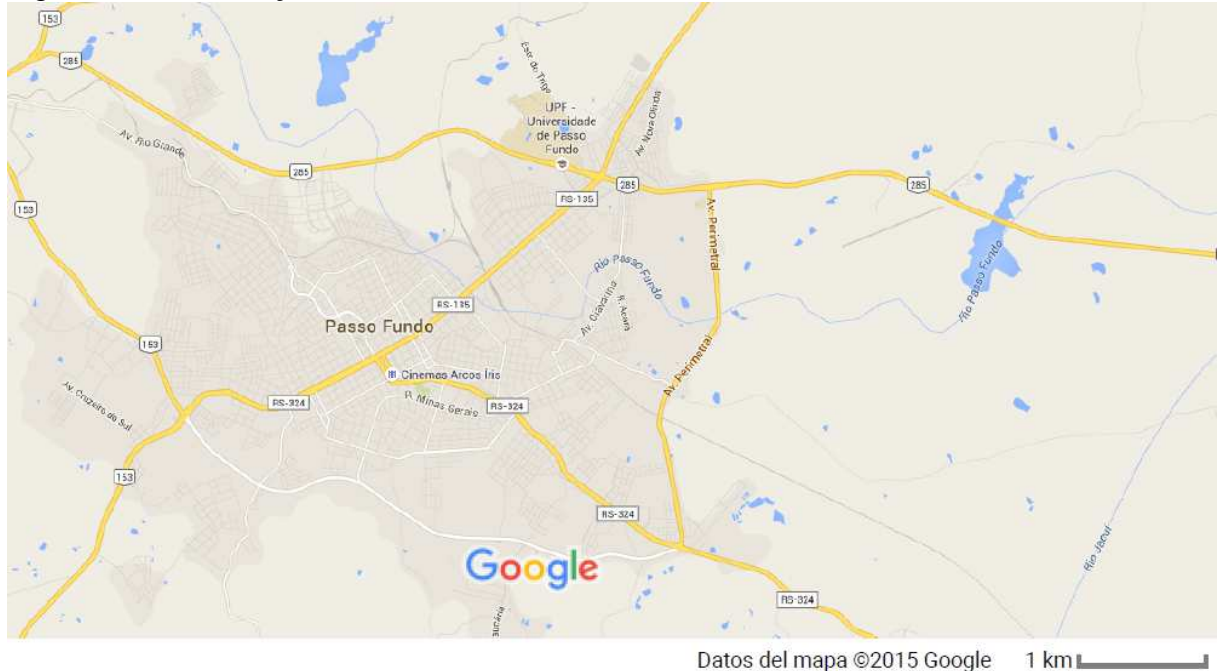 153
285
Estr do Trigo
UPF -
Universidade
de Passo
Fundo
Av. Nova Olinda
Av. Rio Grande
285
285
285
153
RS-135
Av. Perimetral
Rio Passo Fundo
Rio Passo Fundo
RS-135
Av. Olavarria
R. Acará
Passo Fundo
153
Av. Perimetral
Cinemas Arcos Íris
Av. Cruzeiro do Sul
RS-324
R. Minas Gerais
RS-324
153
RS-324
Rio Jacuí
Google
RS-324
Datos del mapa ©2015 Google 1 km